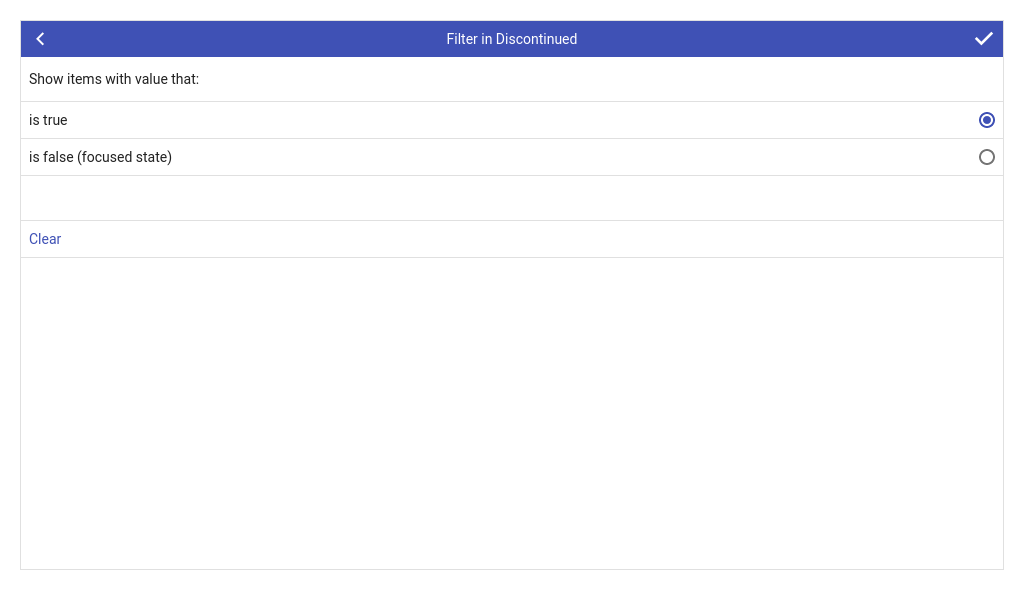 Filter in Discontinued
Show items with value that:
is true
is false (focused state)
Clear